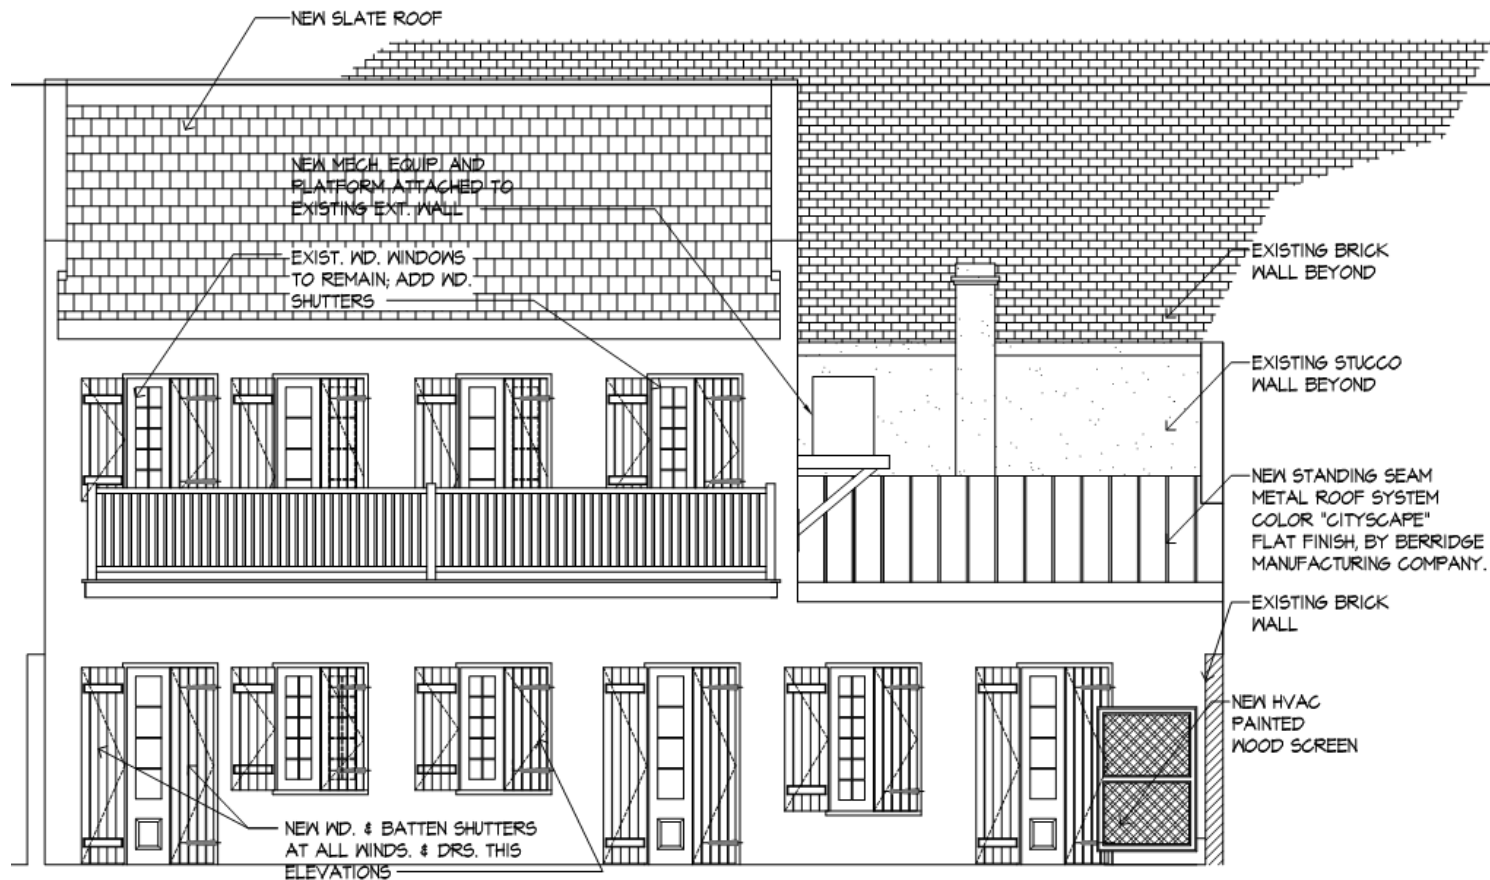 NEW SLATE ROOF
NEW MECH EQUIP AND
PLATFORM ATTACHED TO
EXISTING EXT. WALL
EXIST. WD. WINDOWS
TO REMAIN; ADD WD.
SHUTTERS
EXISTING BRICK
WALL BEYOND
EXISTING STUCCO
WALL BEYOND
NEW STANDING SEAM
METAL ROOF SYSTEM
COLOR "CITYSCAPE"
FLAT FINISH, BY BERRIDGE
MANUFACTURING COMPANY.
EXISTING BRICK
WALL
NEW HVAC
PAINTED
WOOD SCREEN
NEW WD. & BATTEN SHUTTERS
AT ALL WINDS. & DRS. THIS
ELEVATIONS